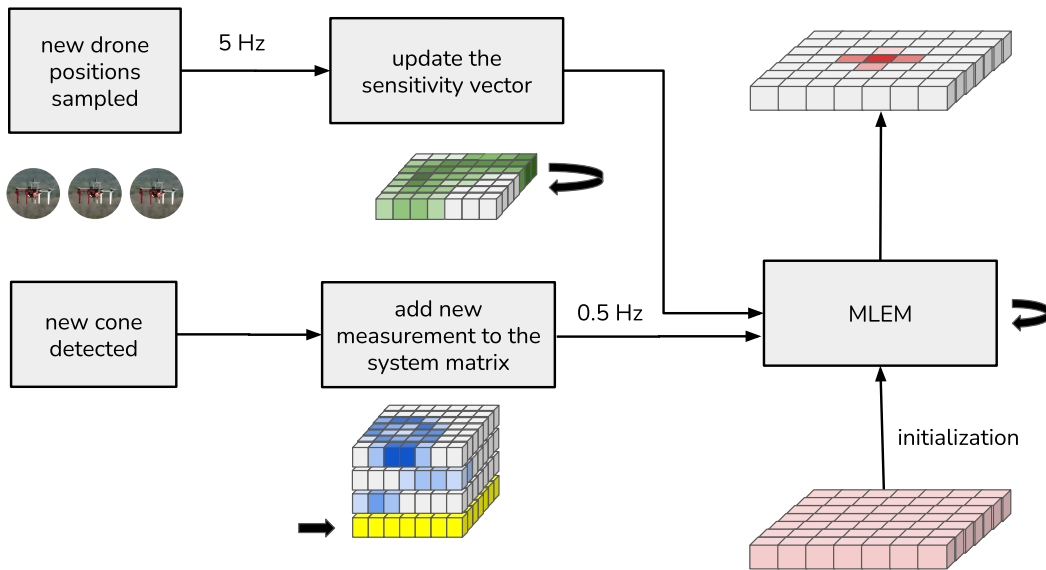 new drone
positions
sampled
5 Hz
update the
sensitivity vector
new cone
detected
add new
measurement to the
system matrix
0.5 Hz
MLEM
initialization